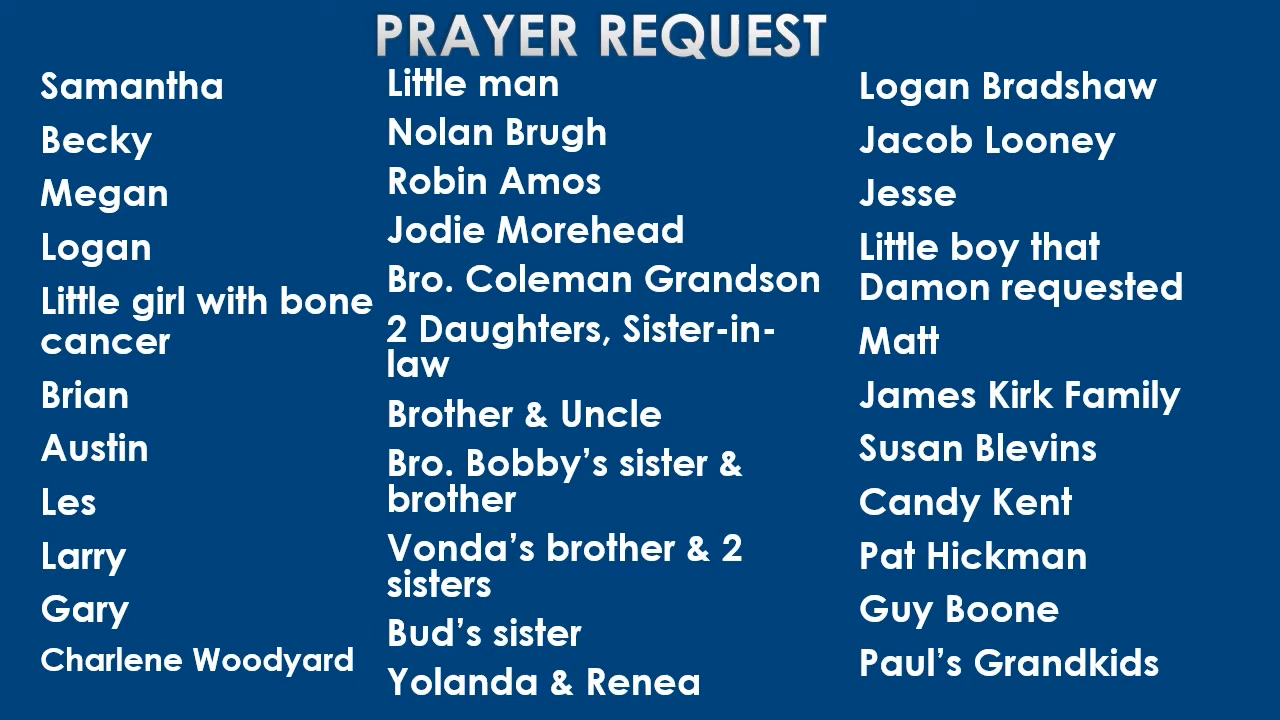 PRAYER REQUEST
Samantha
Becky
Megan
Logan
Little girl with bone
cancer
Brian
Austin
Les
Larry
Gary
Charlene Woodyard
Little man
Nolan Brugh
Robin Amos
Jodie Morehead
Bro. Coleman Grandson
2 Daughters, Sister-in-
law
Brother & Uncle
Bro. Bobby’s sister &
brother
Vonda’s brother & 2
sisters
Bud’s sister
Yolanda & Renea
Logan Bradshaw
Jacob Looney
Jesse
Little boy that
Damon requested
Matt
James Kirk Family
Susan Blevins
Candy Kent
Pat Hickman
Guy Boone
Paul’s Grandkids